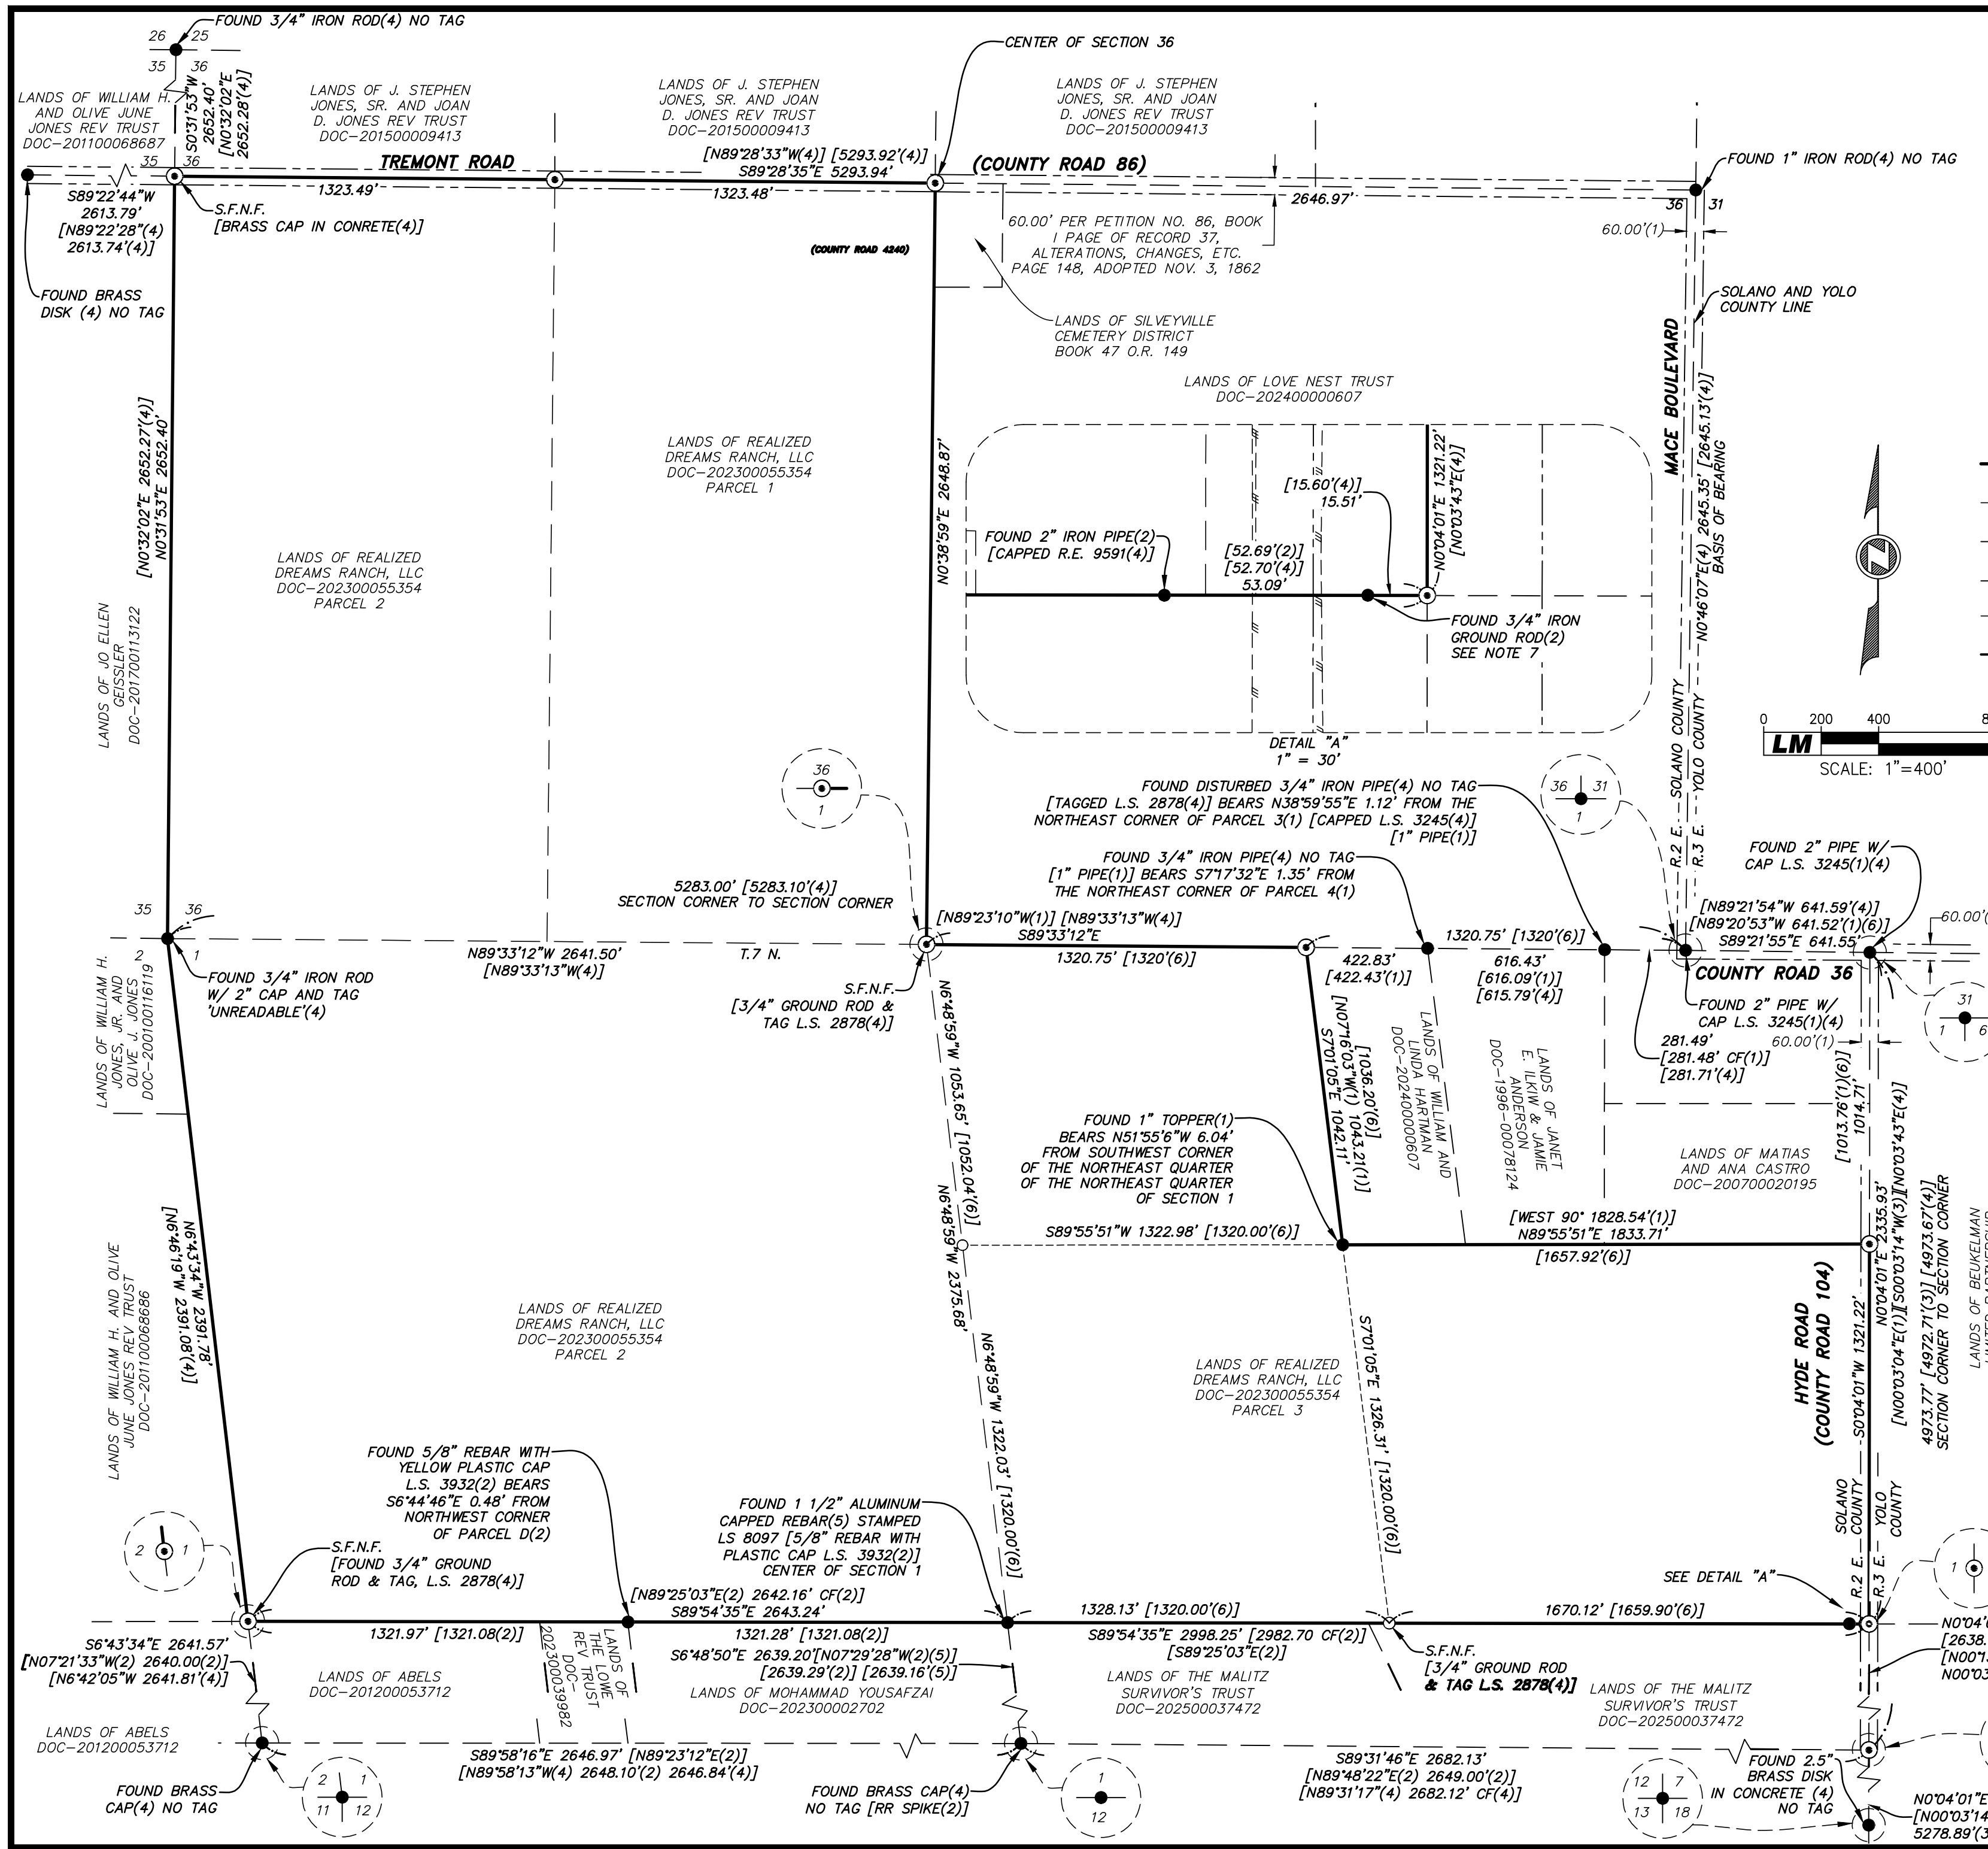 FOUND 3/4" IRON ROD(4) NO TAG
26 25
35 36
S0°31'53"W
2652.40'
[N0°32'02"E
2652.28'(4)]
CENTER OF SECTION 36
LANDS OF WILLIAM H.
AND OLIVE JUNE
JONES REV TRUST
DOC-201100068687
LANDS OF J. STEPHEN
JONES, SR. AND JOAN
D. JONES REV TRUST
DOC-201500009413
LANDS OF J. STEPHEN
JONES, SR. AND JOAN
D. JONES REV TRUST
DOC-201500009413
LANDS OF J. STEPHEN
JONES, SR. AND JOAN
D. JONES REV TRUST
DOC-201500009413
35 36
TREMONT ROAD
[N89°28'33"W(4)] [5293.92'(4)]
S89°28'35"E 5293.94'
(COUNTY ROAD 86)
FOUND 1" IRON ROD(4) NO TAG
1323.49'
1323.48'
2646.97'
36 31
60.00'(1)
S89°22'44"W
2613.79'
[N89°22'28"(4)
2613.74'(4)]
S.F.N.F.
[BRASS CAP IN CONRETE(4)]
FOUND BRASS
DISK (4) NO TAG
(COUNTY ROAD 4240)
60.00' PER PETITION NO. 86, BOOK
I PAGE OF RECORD 37,
ALTERATIONS, CHANGES, ETC.
PAGE 148, ADOPTED NOV. 3, 1862
SOLANO AND YOLO
COUNTY LINE
LANDS OF SILVEYVILLE
CEMETERY DISTRICT
BOOK 47 O.R. 149
MACE BOULEVARD
N0°46'07"E(4) 2645.35' [2645.13'(4)]
BASIS OF BEARING
LANDS OF LOVE NEST TRUST
DOC-202400000607
[N0°32'02"E 2652.27'(4)]
N0°31'53"E 2652.40'
LANDS OF REALIZED
DREAMS RANCH, LLC
DOC-202300055354
PARCEL 1
N0°38'59"E 2648.87'
LANDS OF REALIZED
DREAMS RANCH, LLC
DOC-202300055354
PARCEL 2
[15.60'(4)]
15.51'
N0°04'01"E 1321.22'
[N0°03'43"E(4)]
FOUND 2" IRON PIPE(2)
[CAPPED R.E. 9591(4)]
[52.69'(2)]
[52.70'(4)]
53.09'
FOUND 3/4" IRON
GROUND ROD(2)
SEE NOTE 7
DETAIL "A"
1" = 30'
LANDS OF JO ELLEN
GEISSLER
DOC-201700113122
R.2 E. SOLANO COUNTY
R.3 E. YOLO COUNTY
Z
0 200 400 8
LM
SCALE: 1"=400'
36
1
FOUND DISTURBED 3/4" IRON PIPE(4) NO TAG
[TAGGED L.S. 2878(4)] BEARS N38°59'55"E 1.12' FROM THE
NORTHEAST CORNER OF PARCEL 3(1) [CAPPED L.S. 3245(4)]
[1" PIPE(1)]
36 31
1
FOUND 3/4" IRON PIPE(4) NO TAG
[1" PIPE(1)] BEARS S7°17'32"E 1.35' FROM
THE NORTHEAST CORNER OF PARCEL 4(1)
FOUND 2" PIPE W/
CAP L.S. 3245(1)(4)
5283.00' [5283.10'(4)]
SECTION CORNER TO SECTION CORNER
[N89°23'10"W(1)] [N89°33'13"W(4)]
S89°33'12"E
1320.75' [1320'(6)]
1320.75' [1320'(6)]
[N89°21'54"W 641.59'(4)]
[N89°20'53"W 641.52'(1)(6)]
S89°21'55"E 641.55'
60.00'(
35 36
2 1
N89°33'12"W 2641.50'
[N89°33'13"W(4)]
T.7 N.
FOUND 3/4" IRON ROD
W/ 2" CAP AND TAG
'UNREADABLE'(4)
S.F.N.F.
[3/4" GROUND ROD &
TAG L.S. 2878(4)]
422.83'
[422.43'(1)]
616.43'
[616.09'(1)]
[615.79'(4)]
COUNTY ROAD 36
FOUND 2" PIPE W/
CAP L.S. 3245(1)(4)
60.00'(1)
281.49'
[281.48' CF(1)]
[281.71'(4)]
31
1 6
LANDS OF WILLIAM H.
JONES, JR. AND
OLIVE J. JONES
DOC-200100116119
N6°48'59"W 1053.65' [1052.04'(6)]
N6°48'59"W 2375.68'
[1036.20'(6)]
[N07°16'03"W(1) 1043.21(1)]
S7°01'05"E 1042.11'
LANDS OF WILLIAM AND
LINDA HARTMAN
DOC-202400000607
LANDS OF JANET
E. ILKIW & JAMIE
ANDERSON
DOC-1996-00078124
[1013.76'(1)(6)]
1014.71'
FOUND 1" TOPPER(1)
BEARS N51°55'6"W 6.04'
FROM SOUTHWEST CORNER
OF THE NORTHEAST QUARTER
OF THE NORTHEAST QUARTER
OF SECTION 1
LANDS OF MATIAS
AND ANA CASTRO
DOC-200700020195
S89°55'51"W 1322.98' [1320.00'(6)]
[WEST 90° 1828.54'(1)]
N89°55'51"E 1833.71'
[1657.92'(6)]
N0°04'01"E 2335.93'
[N00°03'04"E(1)][S00°03'14"W(3)][N0°03'43"E(4)]
4973.77' [4972.71'(3)] [4973.67'(4)]
SECTION CORNER TO SECTION CORNER
LANDS OF BEUKELMAN
N6°43'34"W 2391.78'
[N6°46'19"W 2391.08'(4)]
LANDS OF WILLIAM H. AND OLIVE
JUNE JONES REV TRUST
DOC-201100068686
LANDS OF REALIZED
DREAMS RANCH, LLC
DOC-202300055354
PARCEL 2
N6°48'59"W 1322.03' [1320.00'(6)]
LANDS OF REALIZED
DREAMS RANCH, LLC
DOC-202300055354
PARCEL 3
S7°01'05"E 1326.31' [1320.00'(6)]
HYDE ROAD
(COUNTY ROAD 104)
S0°04'01"W 1321.22'
SOLANO
COUNTY
YOLO
COUNTY
R.2 E.
R.3 E.
FOUND 5/8" REBAR WITH
YELLOW PLASTIC CAP
L.S. 3932(2) BEARS
S6°44'46"E 0.48' FROM
NORTHWEST CORNER
OF PARCEL D(2)
FOUND 1 1/2" ALUMINUM
CAPPED REBAR(5) STAMPED
LS 8097 [5/8" REBAR WITH
PLASTIC CAP L.S. 3932(2)]
CENTER OF SECTION 1
2 1
S.F.N.F.
[FOUND 3/4" GROUND
ROD & TAG, L.S. 2878(4)]
[N89°25'03"E(2) 2642.16' CF(2)]
S89°54'35"E 2643.24'
1328.13' [1320.00'(6)]
SEE DETAIL "A"
1670.12' [1659.90'(6)]
1
1321.97' [1321.08(2)]
1321.28' [1321.08(2)]
S89°54'35"E 2998.25' [2982.70 CF(2)]
[S89°25'03"E(2)]
S.F.N.F.
[3/4" GROUND ROD
& TAG L.S. 2878(4)]
S6°43'34"E 2641.57'
[N07°21'33"W(2) 2640.00(2)]
[N6°42'05"W 2641.81'(4)]
LANDS OF ABELS
DOC-201200053712
LANDS OF
THE LOWE
REV TRUST
DOC-
202300039982
S6°48'50"E 2639.20'[N07°29'28"W(2)(5)]
[2639.29'(2)] [2639.16'(5)]
LANDS OF MOHAMMAD YOUSAFZAI
DOC-202300002702
LANDS OF THE MALITZ
SURVIVOR'S TRUST
DOC-202500037472
LANDS OF THE MALITZ
SURVIVOR'S TRUST
DOC-202500037472
[2638.
LANDS OF ABELS
DOC-201200053712
S89°58'16"E 2646.97' [N89°23'12"E(2)]
[N89°58'13"W(4) 2648.10'(2) 2646.84'(4)]
S89°31'46"E 2682.13'
[N89°48'22"E(2) 2649.00'(2)]
[N89°31'17"(4) 2682.12' CF(4)]
FOUND BRASS
CAP(4) NO TAG
2 1
11 12
FOUND BRASS CAP(4)
NO TAG [RR SPIKE(2)]
1
12
12 7
13 18
FOUND 2.5"
BRASS DISK
IN CONCRETE (4)
NO TAG
N0°04'01"E
[N00°03'14
5278.89'(3